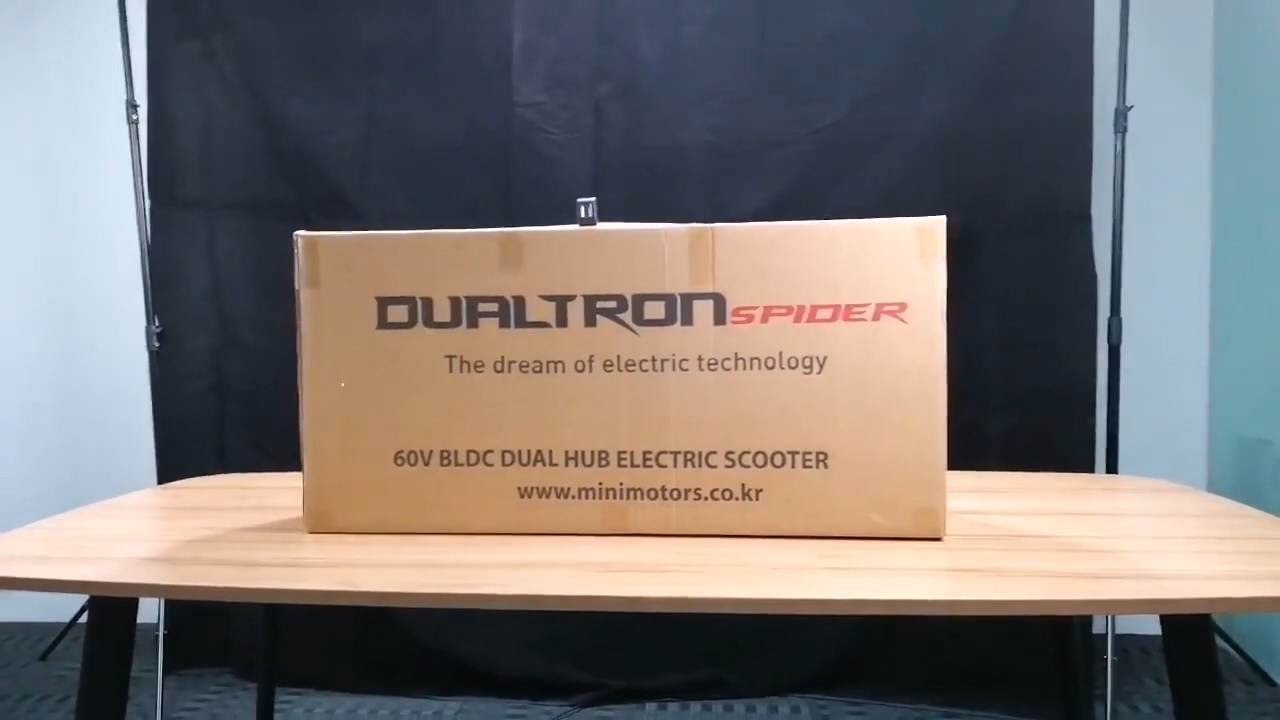 DUALTRON SPIDER
The dream of electric technology
60V BLDC DUAL HUB ELECTRIC SCOOTER
www.minimotors.co.kr